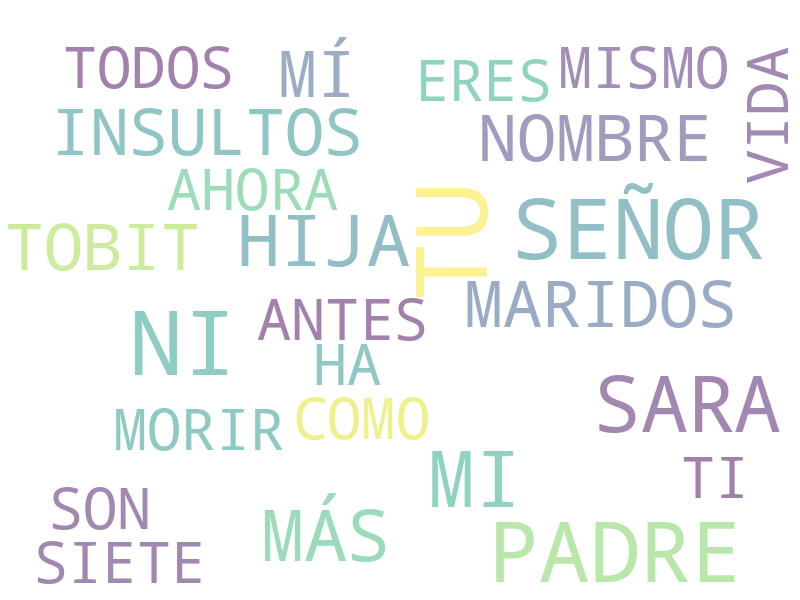 TODOS MÍ ERES MISMO VIDA
INSULTOS NOMBRE
AHORA TU
TOBIT HIJA SEÑOR
NI ANTES MARIDOS
HA
MORIR COMO SARA
MI TI
SON MÁS PADRE
SIETE